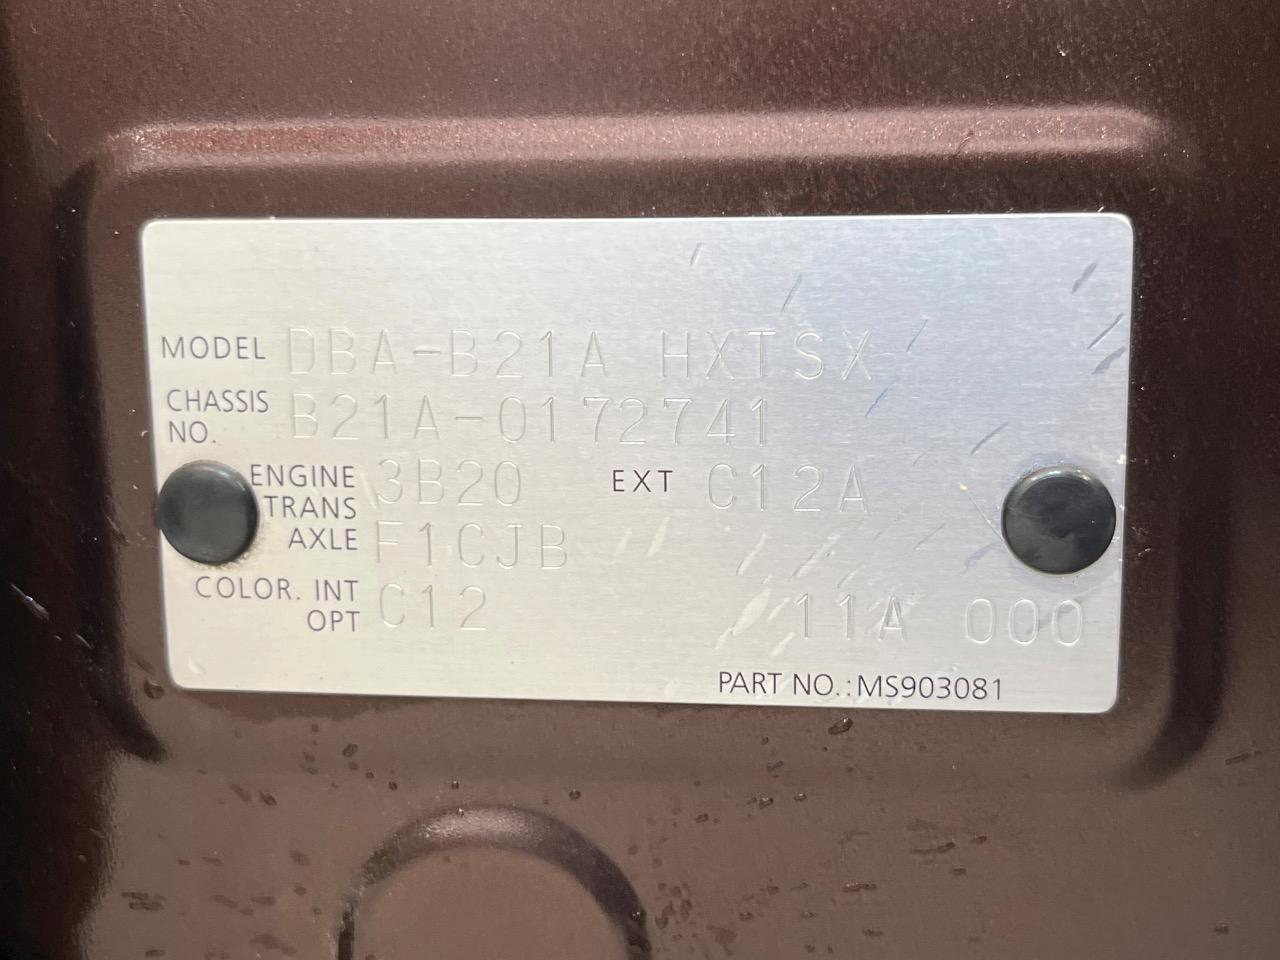 MODEL DBA-B21A HXTSX
CHASSIS NO. B21A-0172741
ENGINE 3B20 EXT C12A
TRANS AXLE F1CJB
COLOR. INT OPT C12 11A 000
PART NO.: MS903081